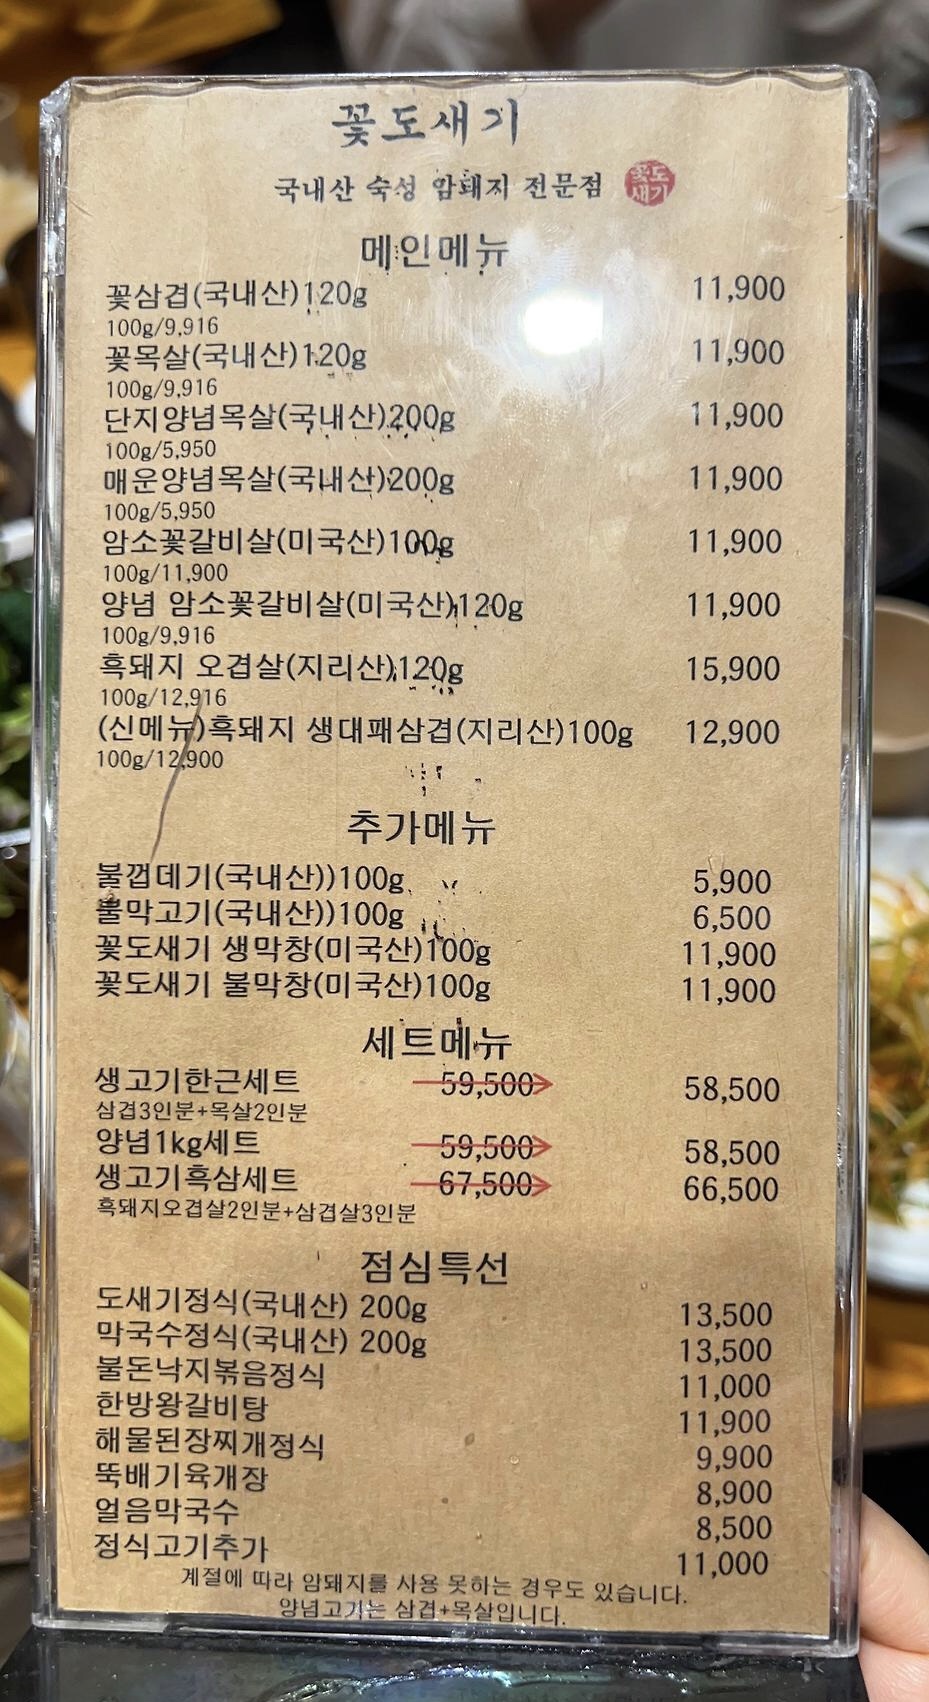 꽃도새기
국내산 숙성 암퇘지 전문점 꽃도새기
메인메뉴
꽃삼겹(국내산)120g 11,900
100g/9,916
꽃목살(국내산)120g 11,900
100g/9,916
단지양념목살(국내산)200g 11,900
100g/5,950
매운양념목살(국내산)200g 11,900
100g/5,950
암소꽃갈비살(미국산)100g 11,900
100g/11,900
양념 암소꽃갈비살(미국산)120g 11,900
100g/9,916
흑돼지 오겹살(지리산)120g 15,900
100g/12,916
(신메뉴)흑돼지 생대패삼겹(지리산)100g 12,900
100g/12,900
추가메뉴
불껍데기(국내산))100g 5,900
뽈막고기(국내산))100g 6,500
꽃도새기 생막창(미국산)100g 11,900
꽃도새기 불막창(미국산)100g 11,900
세트메뉴
생고기한근세트 59,500 58,500
삼겹3인분+목살2인분
양념1kg세트 59,500 58,500
생고기흑삼세트 67,500 66,500
흑돼지오겹살2인분+삼겹살3인분
점심특선
도새기정식(국내산) 200g 13,500
막국수정식(국내산) 200g 13,500
불돈낙지볶음정식 11,000
한방왕갈비탕 11,900
해물된장찌개정식 9,900
뚝배기육개장 8,900
얼음막국수 8,500
정식고기추가 11,000
계절에 따라 암돼지를 사용 못하는 경우도 있습니다.
양념고기는 삼겹+목살입니다.